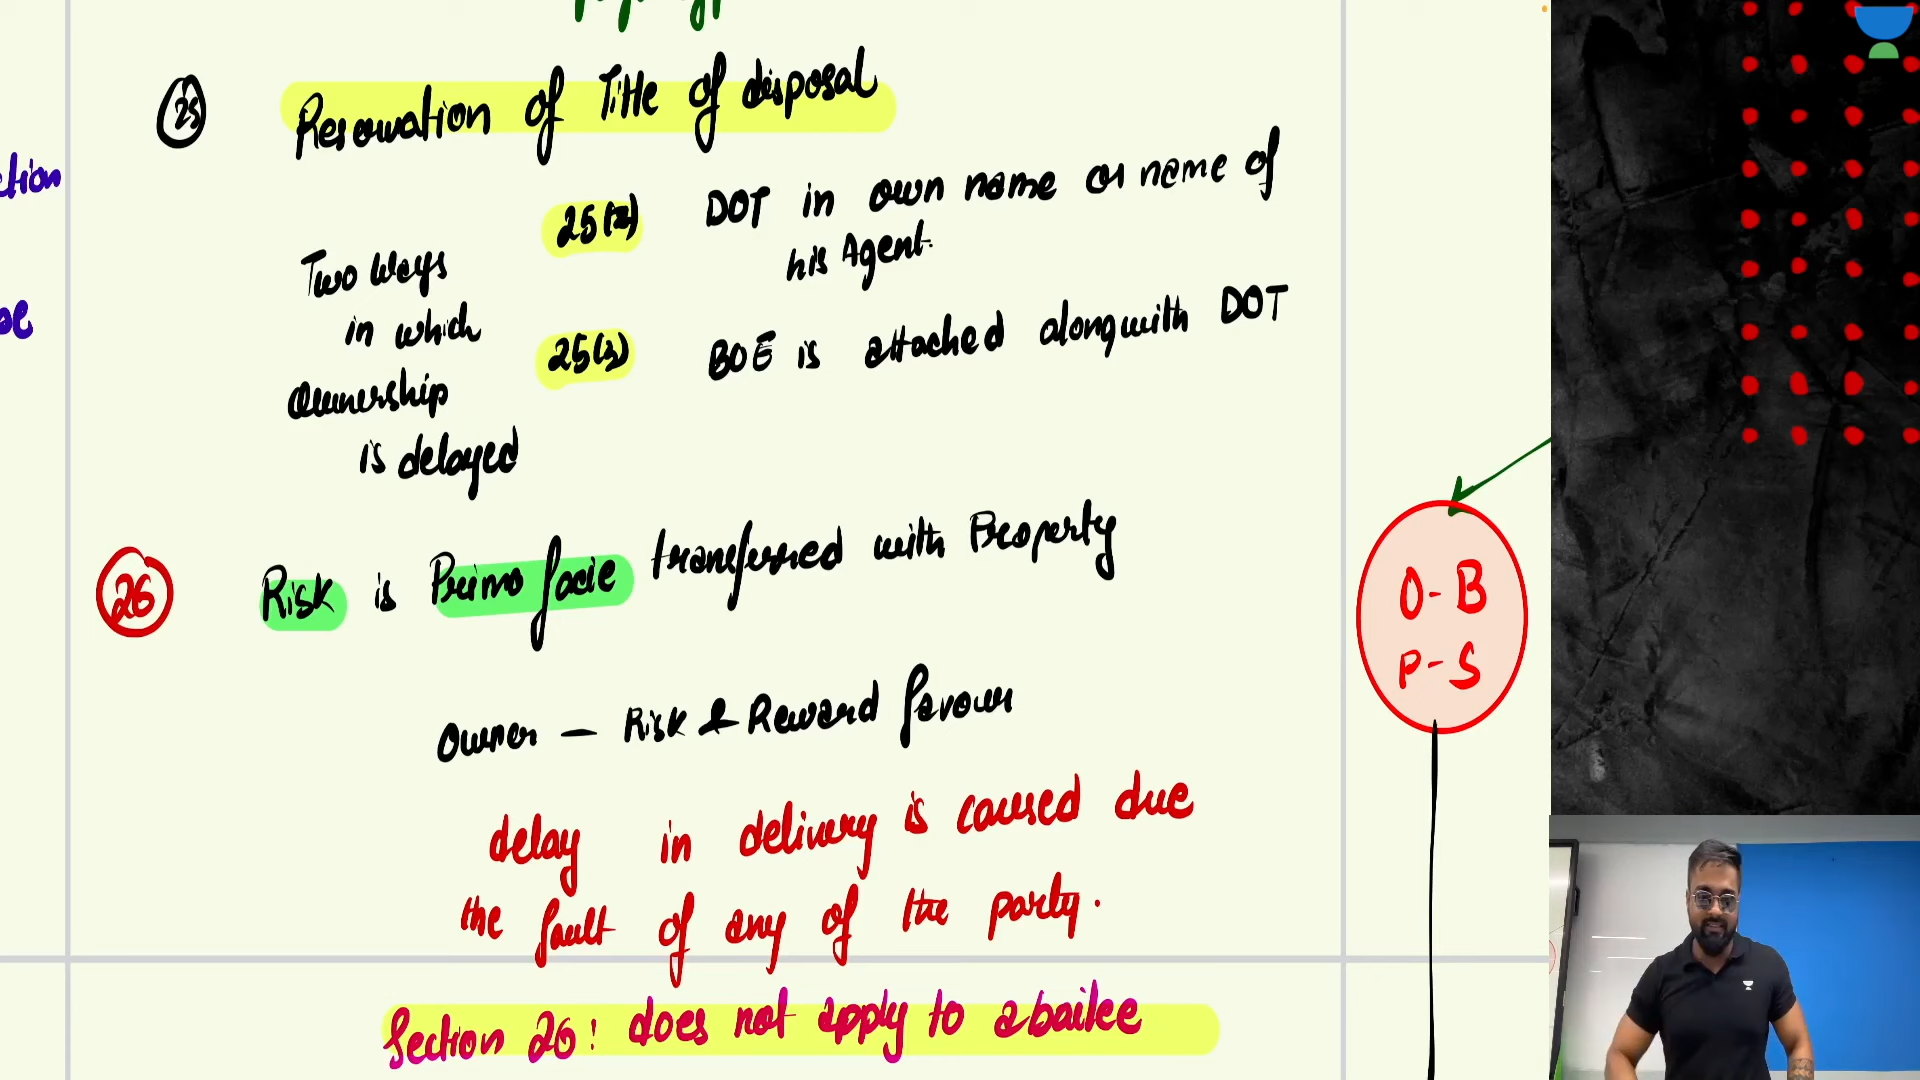 25
Reservation of Title of disposal
ction
25(2) DOT in own name or name of
his Agent.
Two Ways
in which
25(3) BOE is attached alongwith DOT
Ownership
is delayed
26
Risk is Prima facie transferred with Property
O - B
P - S
Owner — Risk & Reward favour
delay in delivery is caused due
the fault of any of the party.
Section 26: does not apply to a bailee